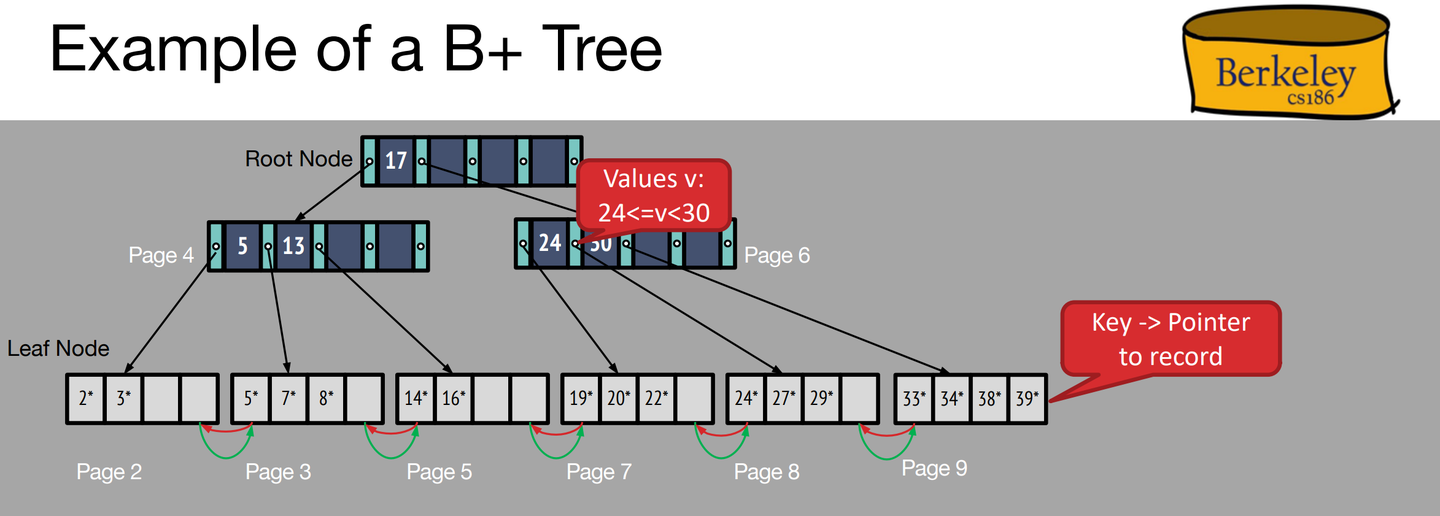 Example of a B+ Tree
Berkeley
cs186
Root Node
17
Values v:
24<=v<30
Page 4
5
13
24
30
Page 6
Leaf Node
Key -> Pointer
to record
2*
3*
5*
7*
8*
14*
16*
19*
20*
22*
24*
27*
29*
33*
34*
38*
39*
Page 2
Page 3
Page 5
Page 7
Page 8
Page 9